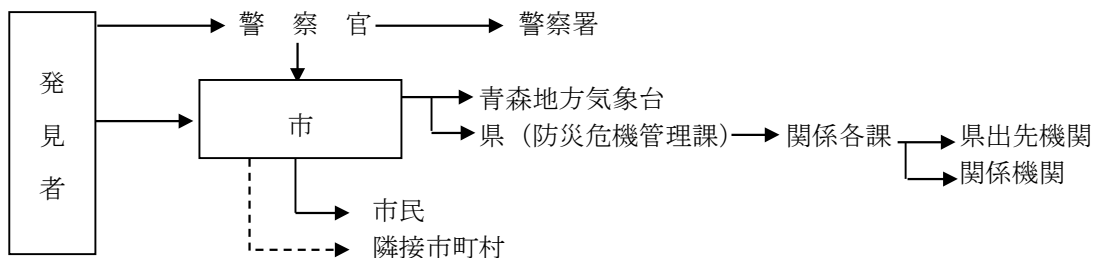 発見者
警察官
警察署
市
青森地方気象台
県（防災危機管理課）
関係各課
県出先機関
関係機関
市民
隣接市町村